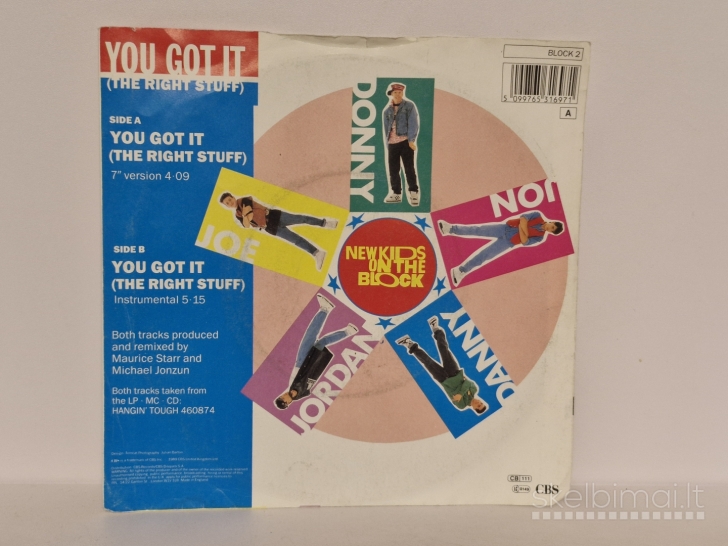 YOU GOT IT
(THE RIGHT STUFF)
SIDE A
YOU GOT IT
(THE RIGHT STUFF)
7" version 4·09
SIDE B
YOU GOT IT
(THE RIGHT STUFF)
Instrumental 5·15
Both tracks produced
and remixed by
Maurice Starr and
Michael Jonzun
Both tracks taken from
the LP · MC · CD:
HANGIN' TOUGH 460874
BLOCK 2
5 099765 316971
A
DONNY
JON
JOE
NEW KIDS
ON THE
BLOCK
JORDAN
DANNY
CB 111
CBS
skelbimai.lt